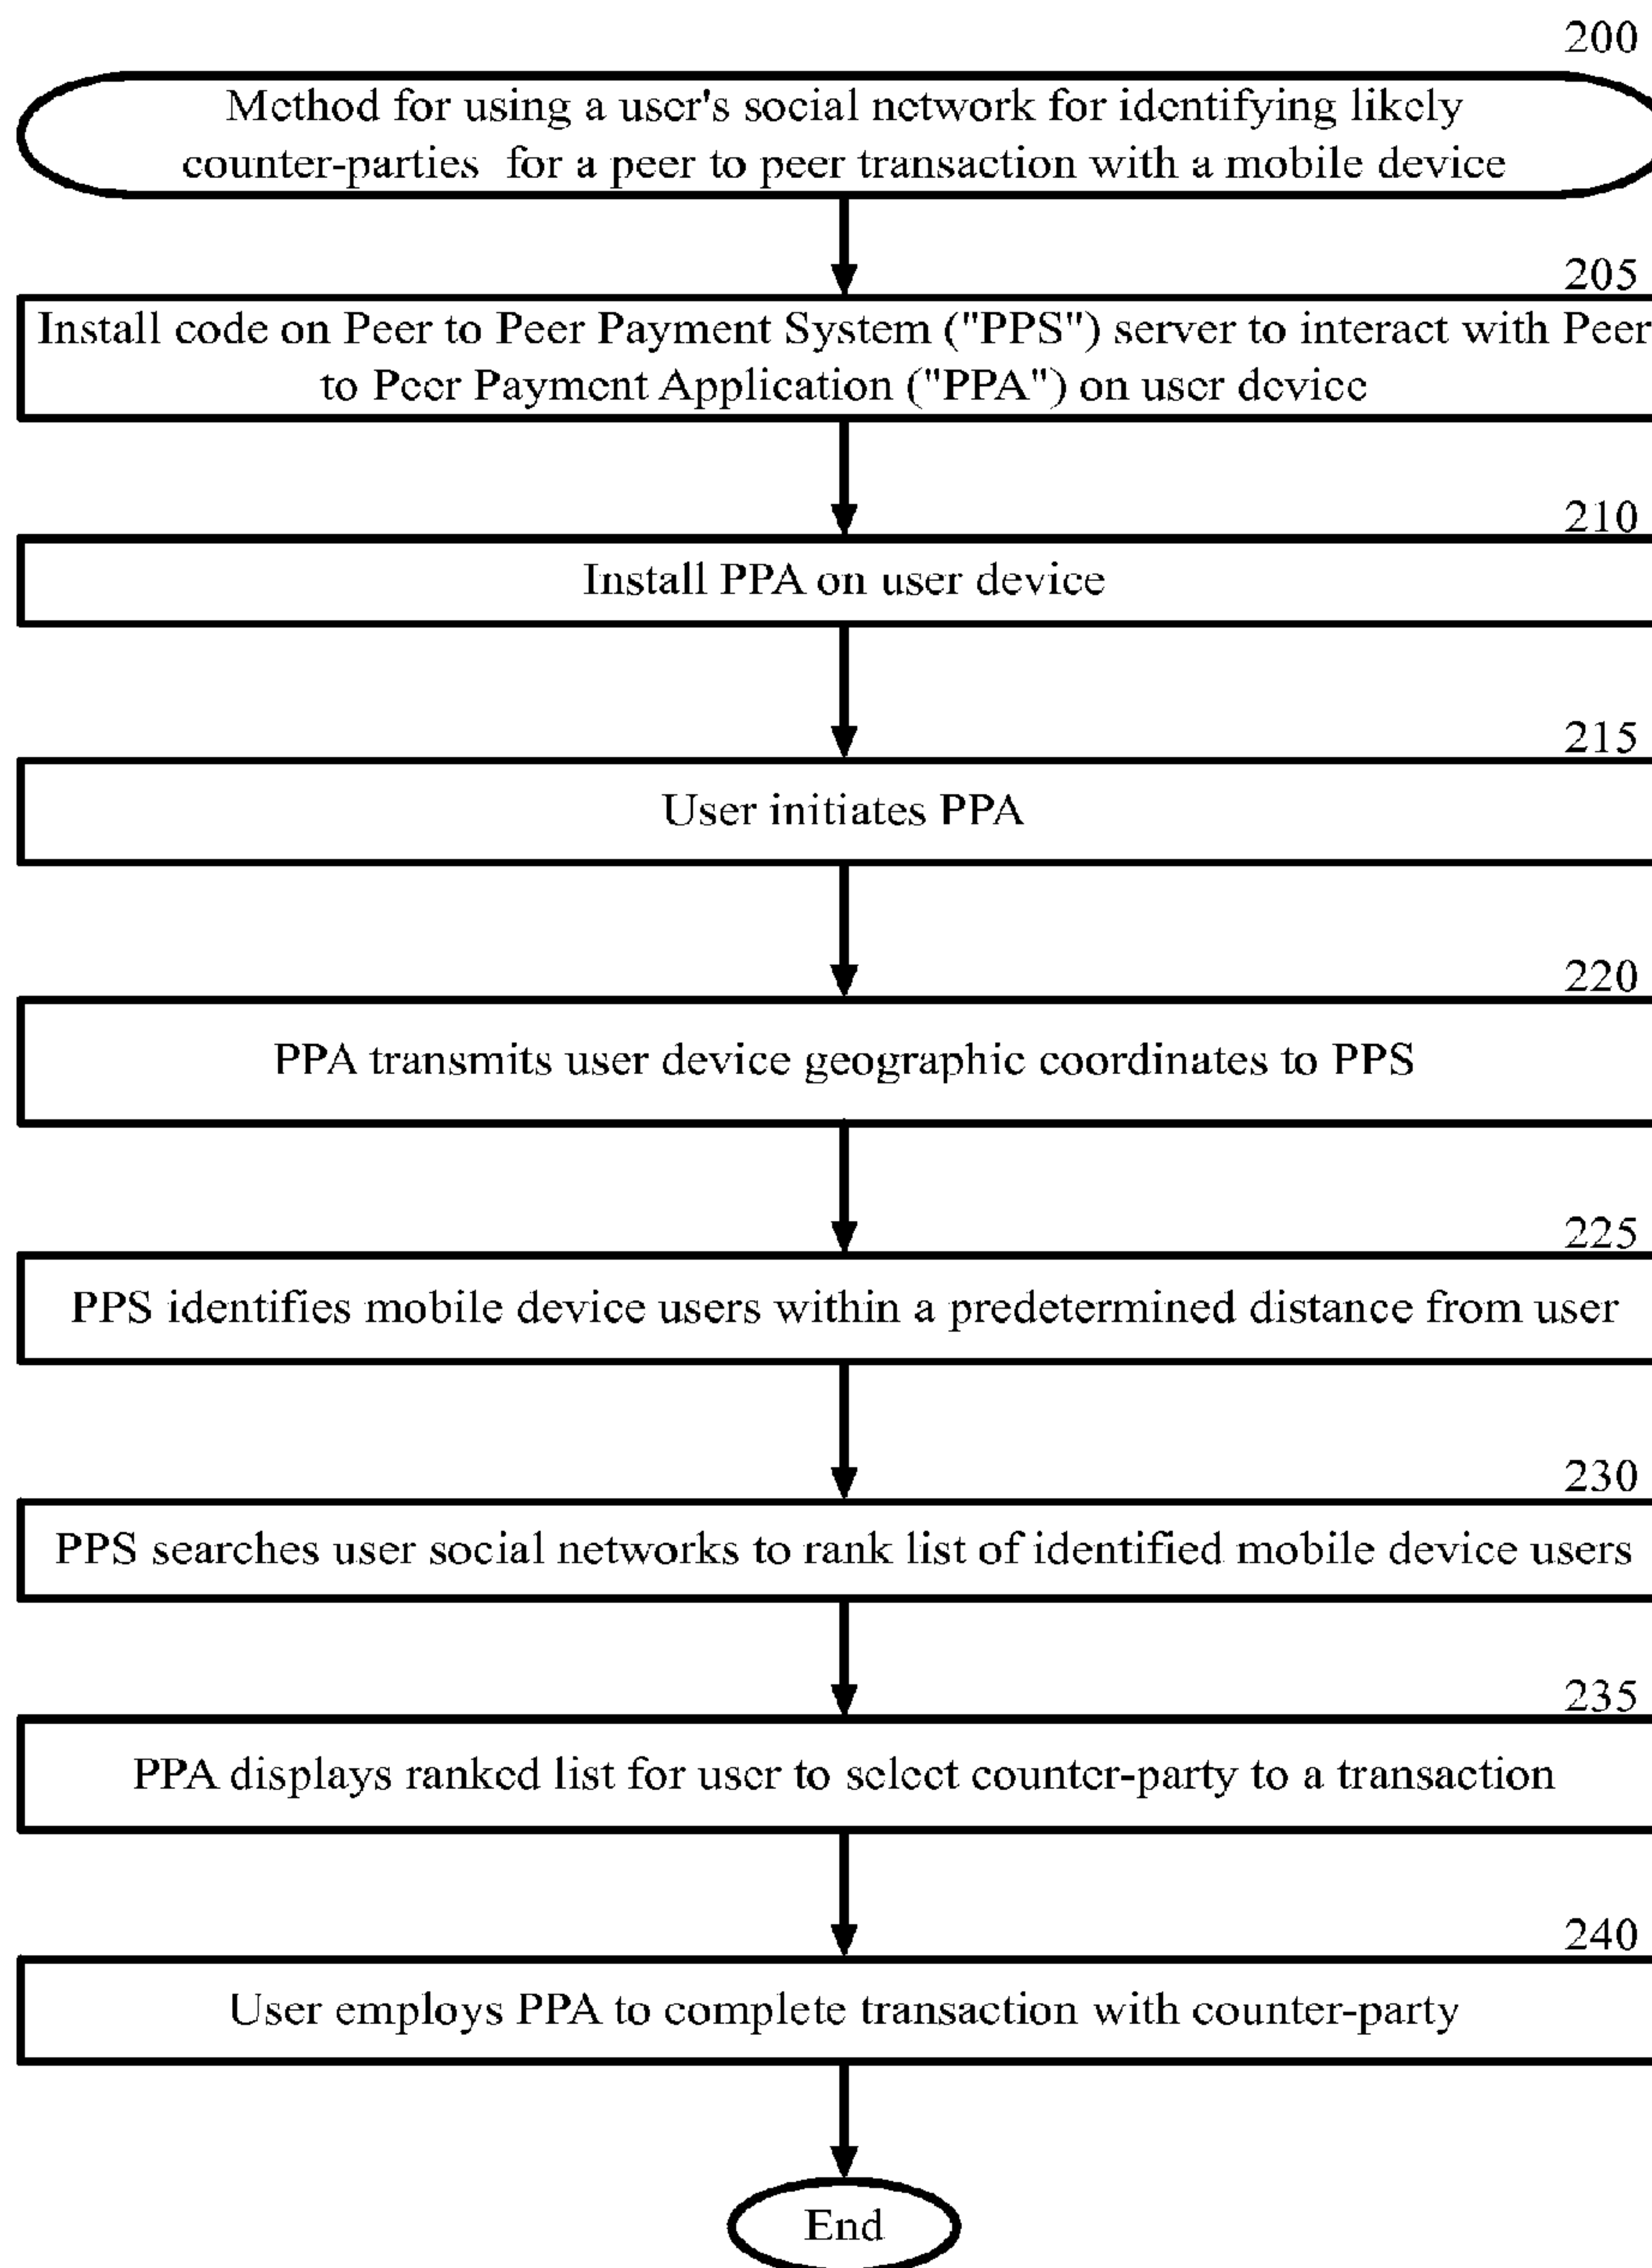 200
Method for using a user's social network for identifying likely
counter-parties for a peer to peer transaction with a mobile device
205
Install code on Peer to Peer Payment System ("PPS") server to interact with Peer
to Peer Payment Application ("PPA") on user device
210
Install PPA on user device
215
User initiates PPA
220
PPA transmits user device geographic coordinates to PPS
225
PPS identifies mobile device users within a predetermined distance from user
230
PPS searches user social networks to rank list of identified mobile device users
235
PPA displays ranked list for user to select counter-party to a transaction
240
User employs PPA to complete transaction with counter-party
End